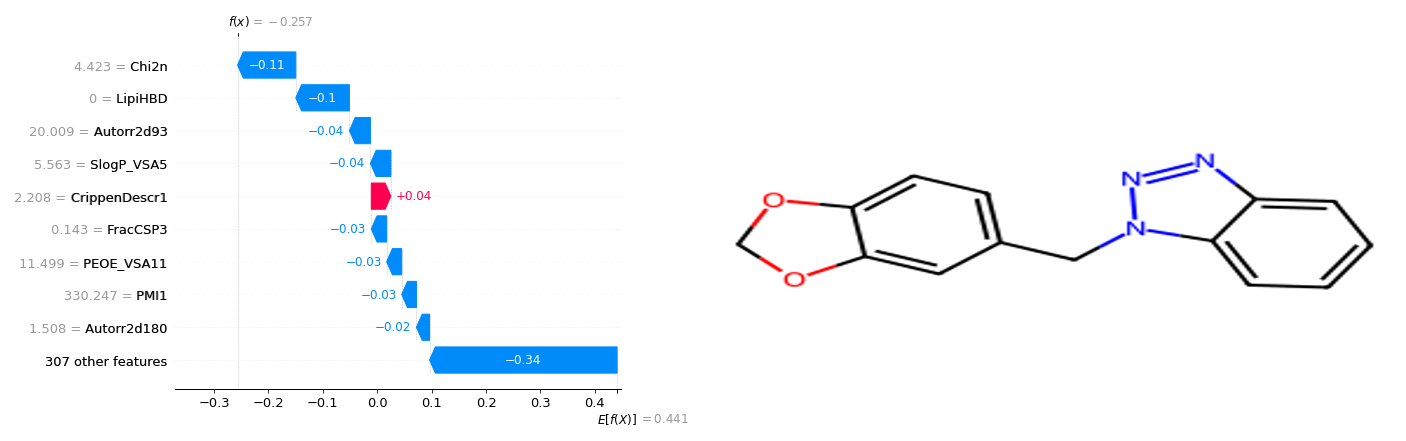 f(x) = −0.257
4.423 = Chi2n
−0.11
0 = LipiHBD
−0.1
20.009 = Autorr2d93
−0.04
5.563 = SlogP_VSA5
−0.04
2.208 = CrippenDescr1
+0.04
0.143 = FracCSP3
−0.03
11.499 = PEOE_VSA11
−0.03
330.247 = PMI1
−0.03
1.508 = Autorr2d180
−0.02
307 other features
−0.34
−0.3 −0.2 −0.1 0.0 0.1 0.2 0.3 0.4
E[f(X)] = 0.441
O
O
N
N
N